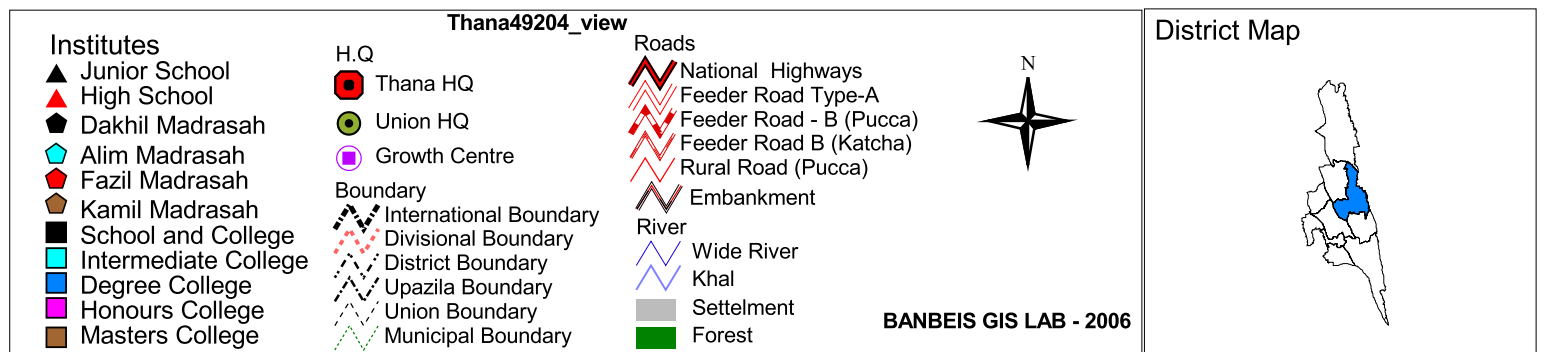 Thana49204_view
Institutes
Junior School
High School
Dakhil Madrasah
Alim Madrasah
Fazil Madrasah
Kamil Madrasah
School and College
Intermediate College
Degree College
Honours College
Masters College
H.Q
Thana HQ
Union HQ
Growth Centre
Boundary
International Boundary
Divisional Boundary
District Boundary
Upazila Boundary
Union Boundary
Municipal Boundary
Roads
National Highways
Feeder Road Type-A
Feeder Road - B (Pucca)
Feeder Road B (Katcha)
Rural Road (Pucca)
Embankment
River
Wide River
Khal
Settelment
Forest
N
BANBEIS GIS LAB - 2006
District Map